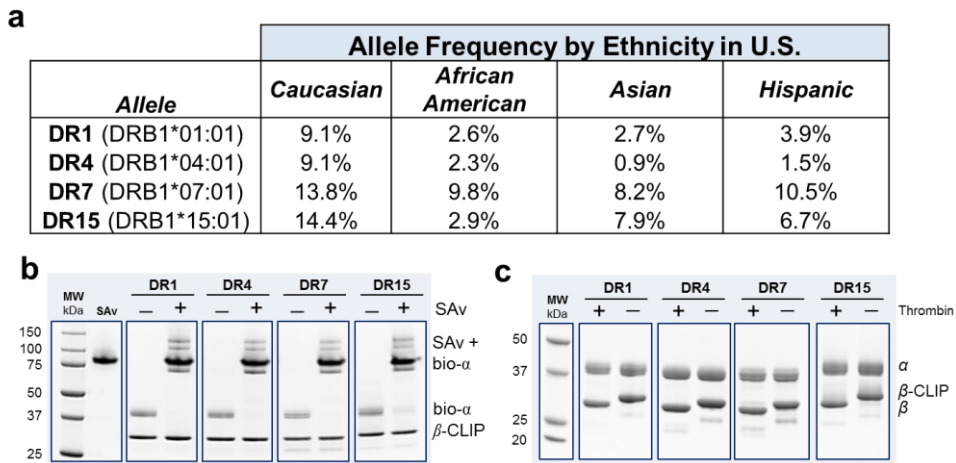 a
Allele Frequency by Ethnicity in U.S.
Allele Caucasian African American Asian Hispanic
DR1 (DRB1*01:01) 9.1% 2.6% 2.7% 3.9%
DR4 (DRB1*04:01) 9.1% 2.3% 0.9% 1.5%
DR7 (DRB1*07:01) 13.8% 9.8% 8.2% 10.5%
DR15 (DRB1*15:01) 14.4% 2.9% 7.9% 6.7%
b
DR1 DR4 DR7 DR15
MW kDa SAv — + — + — + — + SAv
150
100
75
50
37
25
SAv +
bio-α
bio-α
β-CLIP
c
DR1 DR4 DR7 DR15
MW kDa + — + — + — + — Thrombin
50
37
25
20
α
β-CLIP
β